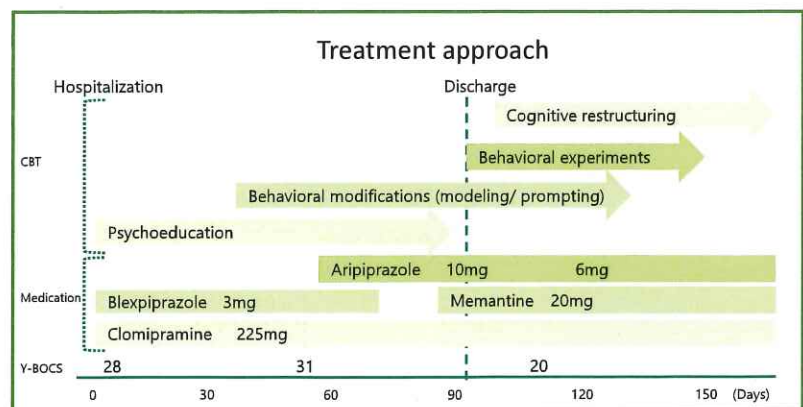 Treatment approach
Hospitalization Discharge
Cognitive restructuring
CBT
Behavioral experiments
Behavioral modifications (modeling/ prompting)
Psychoeducation
Aripiprazole 10mg 6mg
Medication
Blexpiprazole 3mg Memantine 20mg
Clomipramine 225mg
Y-BOCS 28 31 20
0 30 60 90 120 150 (Days)